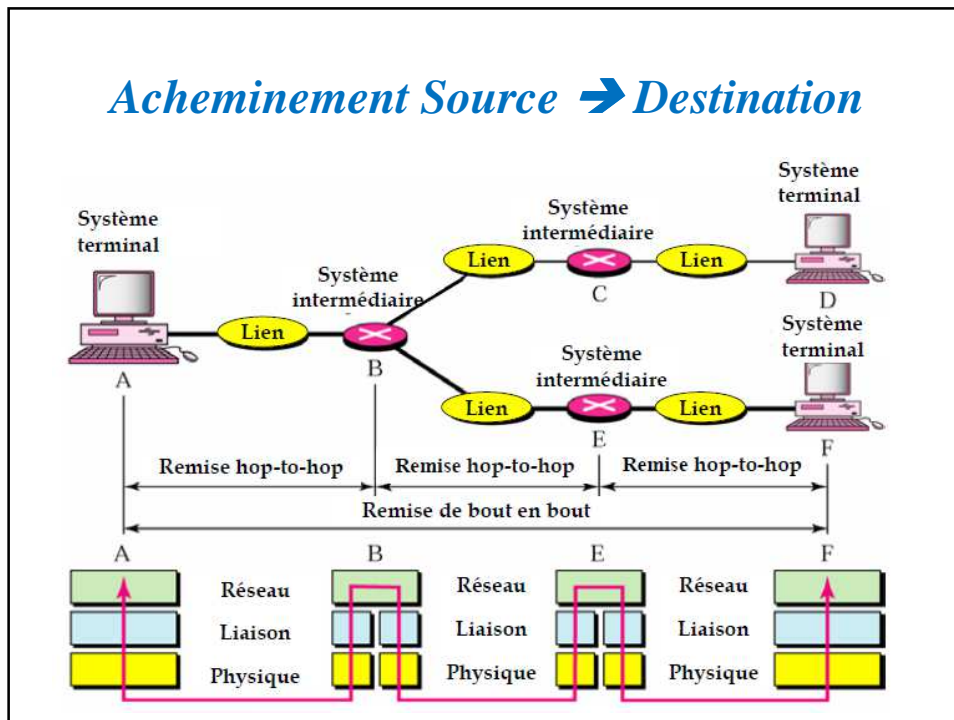 Acheminement Source ➔ Destination
Système
terminal
Système
intermédiaire
Système
terminal
Lien
Lien
C
D
Système
intermédiaire
Lien
A
B
Système
intermédiaire
Système
terminal
Lien
Lien
E
F
Remise hop-to-hop
Remise hop-to-hop
Remise hop-to-hop
Remise de bout en bout
A
B
E
F
Réseau
Réseau
Réseau
Liaison
Liaison
Liaison
Physique
Physique
Physique